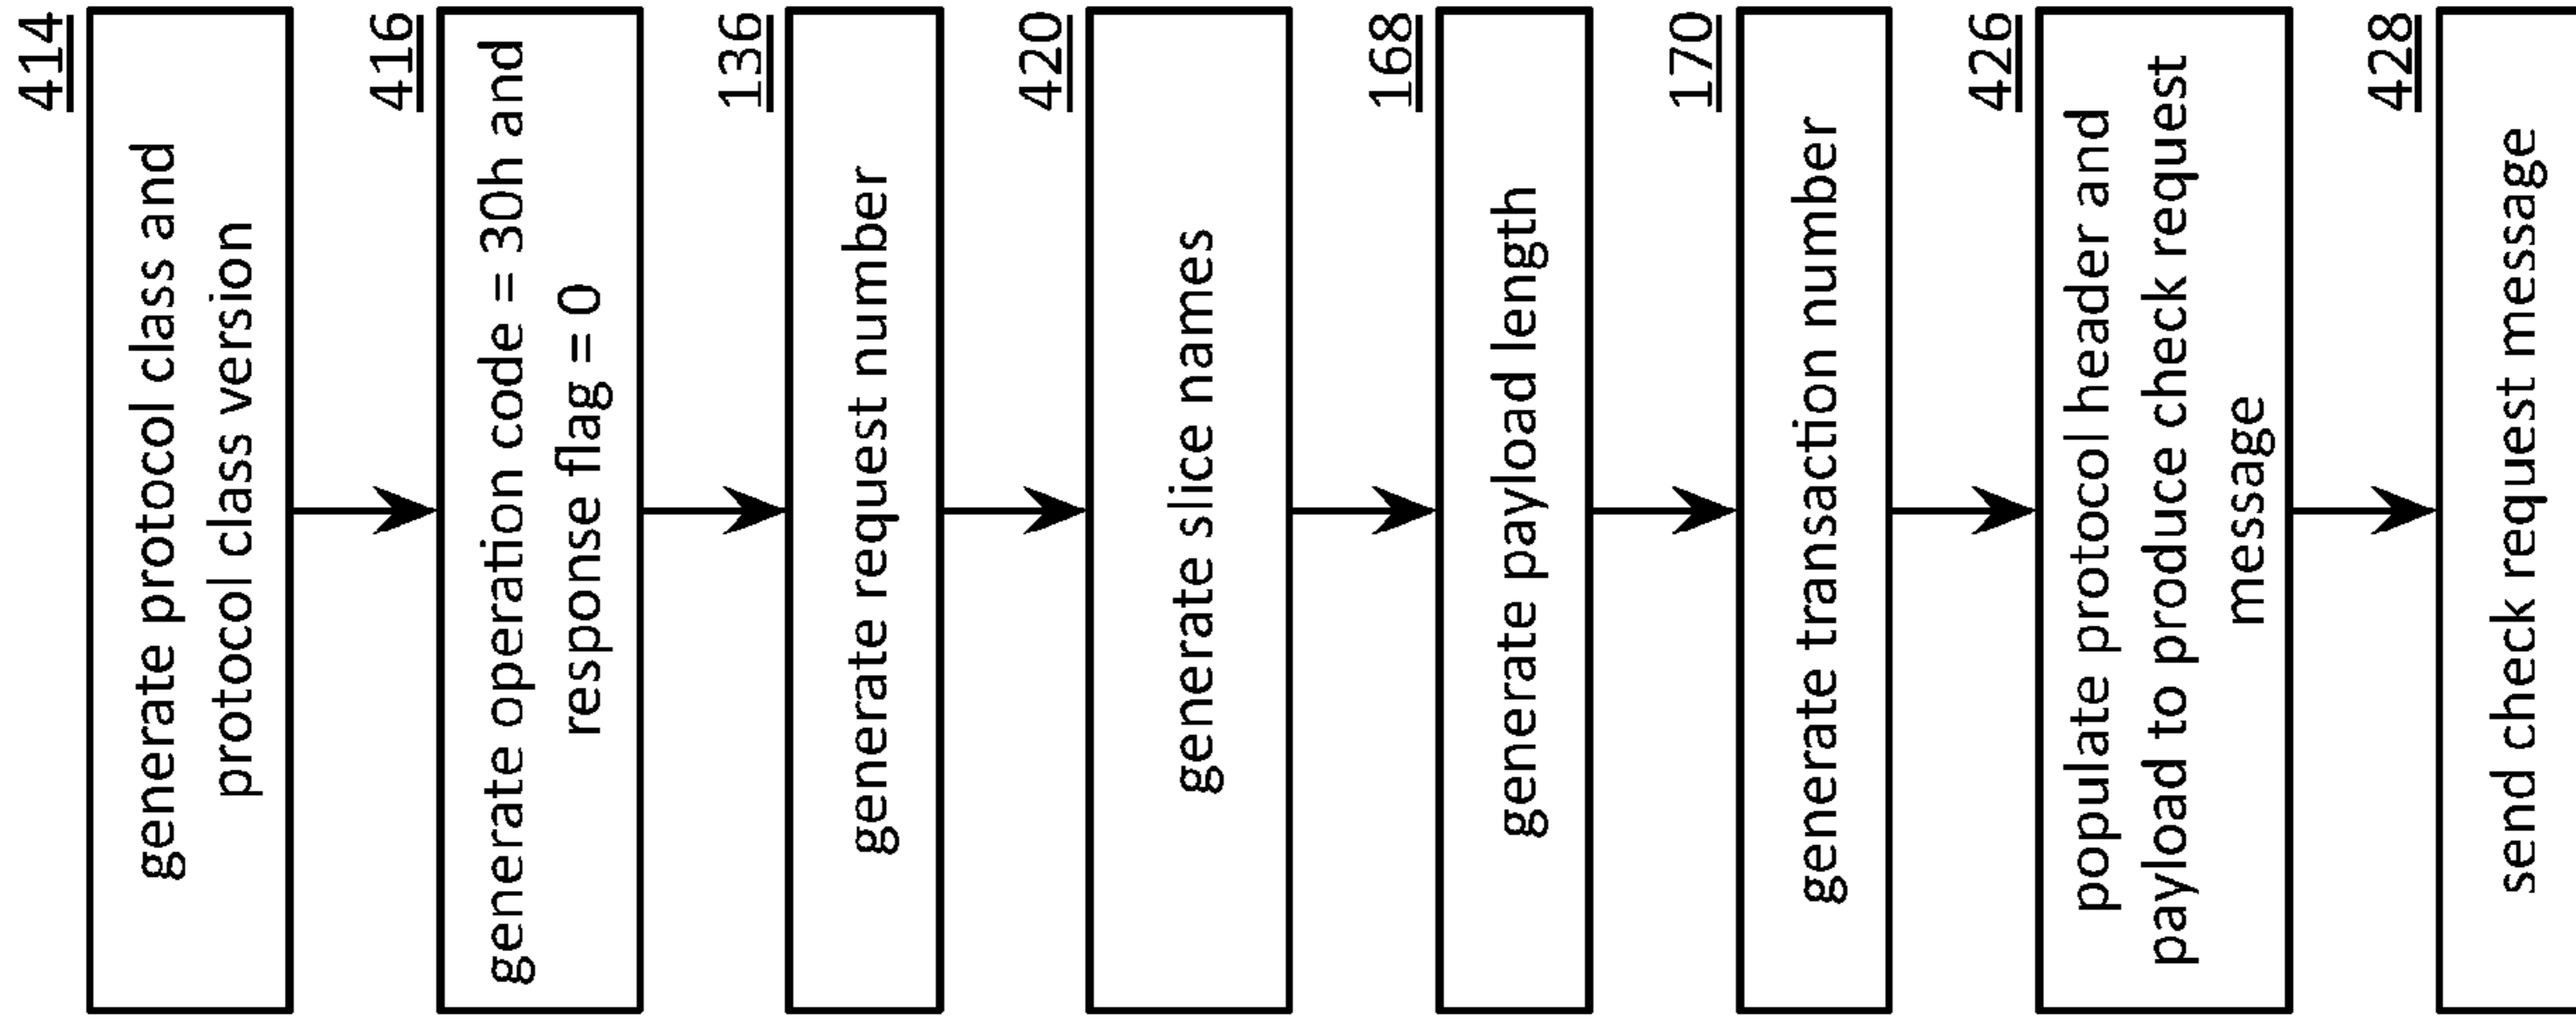 414
generate protocol class and
protocol class version
416
generate operation code = 30h and
response flag = 0
136
generate request number
420
generate slice names
168
generate payload length
170
generate transaction number
426
populate protocol header and
payload to produce check request
message
428
send check request message